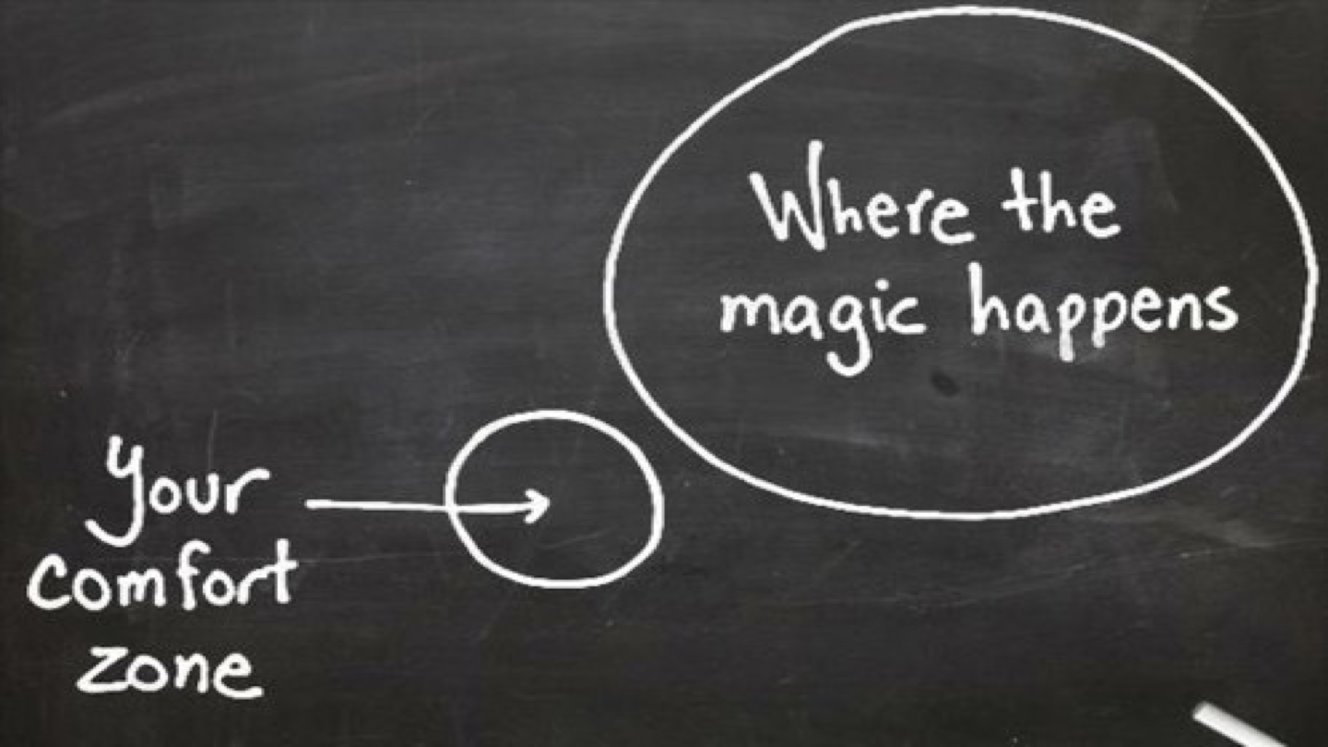 Where the
magic happens
your
comfort
zone